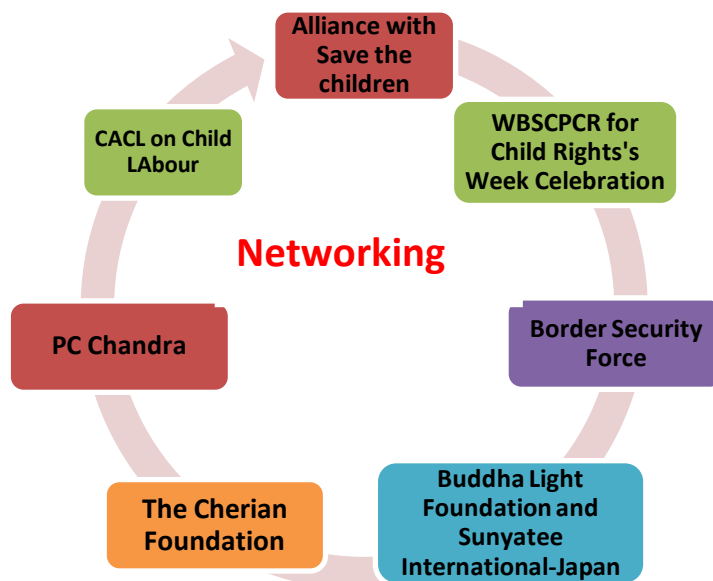 Alliance with
Save the
children
WBSCPCR for
Child Rights's
Week Celebration
Border Security
Force
Buddha Light
Foundation and
Sunyatee
International-Japan
The Cherian
Foundation
PC Chandra
CACL on Child
LAbour
Networking